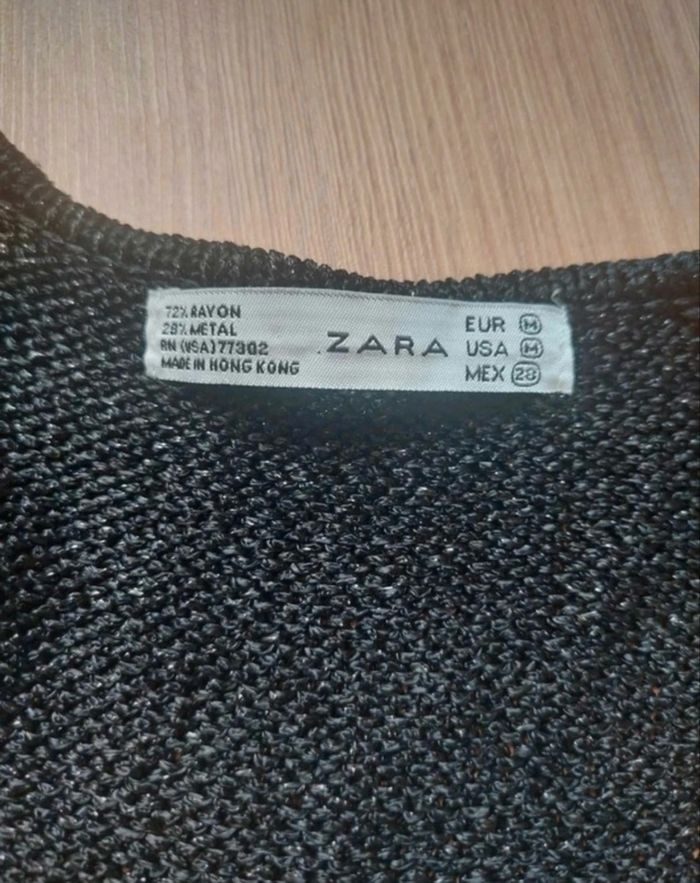 72% RAYON
28% METAL
RN (USA) 77302
MADE IN HONG KONG
ZARA
EUR M
USA M
MEX 28